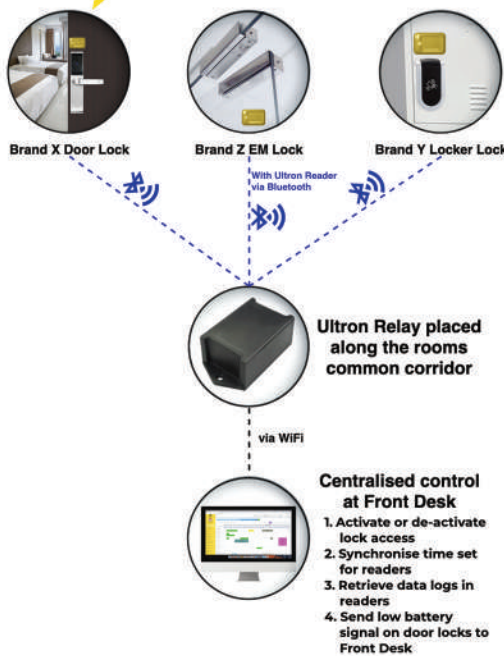 Brand X Door Lock
Brand Z EM Lock
Brand Y Locker Lock
With Ultron Reader
via Bluetooth
Ultron Relay placed
along the rooms
common corridor
via WiFi
Centralised control
at Front Desk
1. Activate or de-activate
lock access
2. Synchronise time set
for readers
3. Retrieve data logs in
readers
4. Send low battery
signal on door locks to
Front Desk